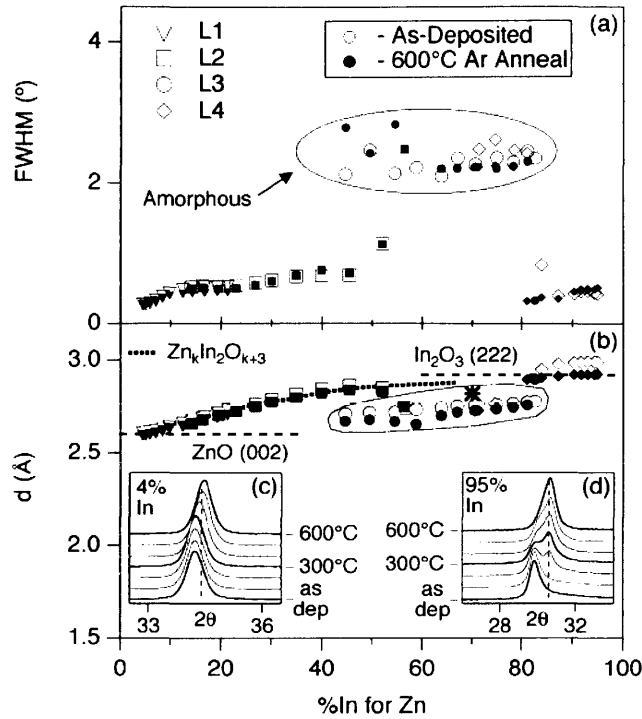 4
2
0
FWHM (°)
L1
L2
L3
L4
- As-Deposited
- 600°C Ar Anneal
(a)
Amorphous
(b)
Zn_kIn_2O_{k+3}
In_2O_3 (222)
ZnO (002)
3.0
2.5
2.0
1.5
d (Å)
4%
In
(c)
600°C
300°C
as
dep
33
2θ
36
95%
In
(d)
600°C
300°C
as
dep
28
2θ
32
0
20
40
60
80
100
%In for Zn